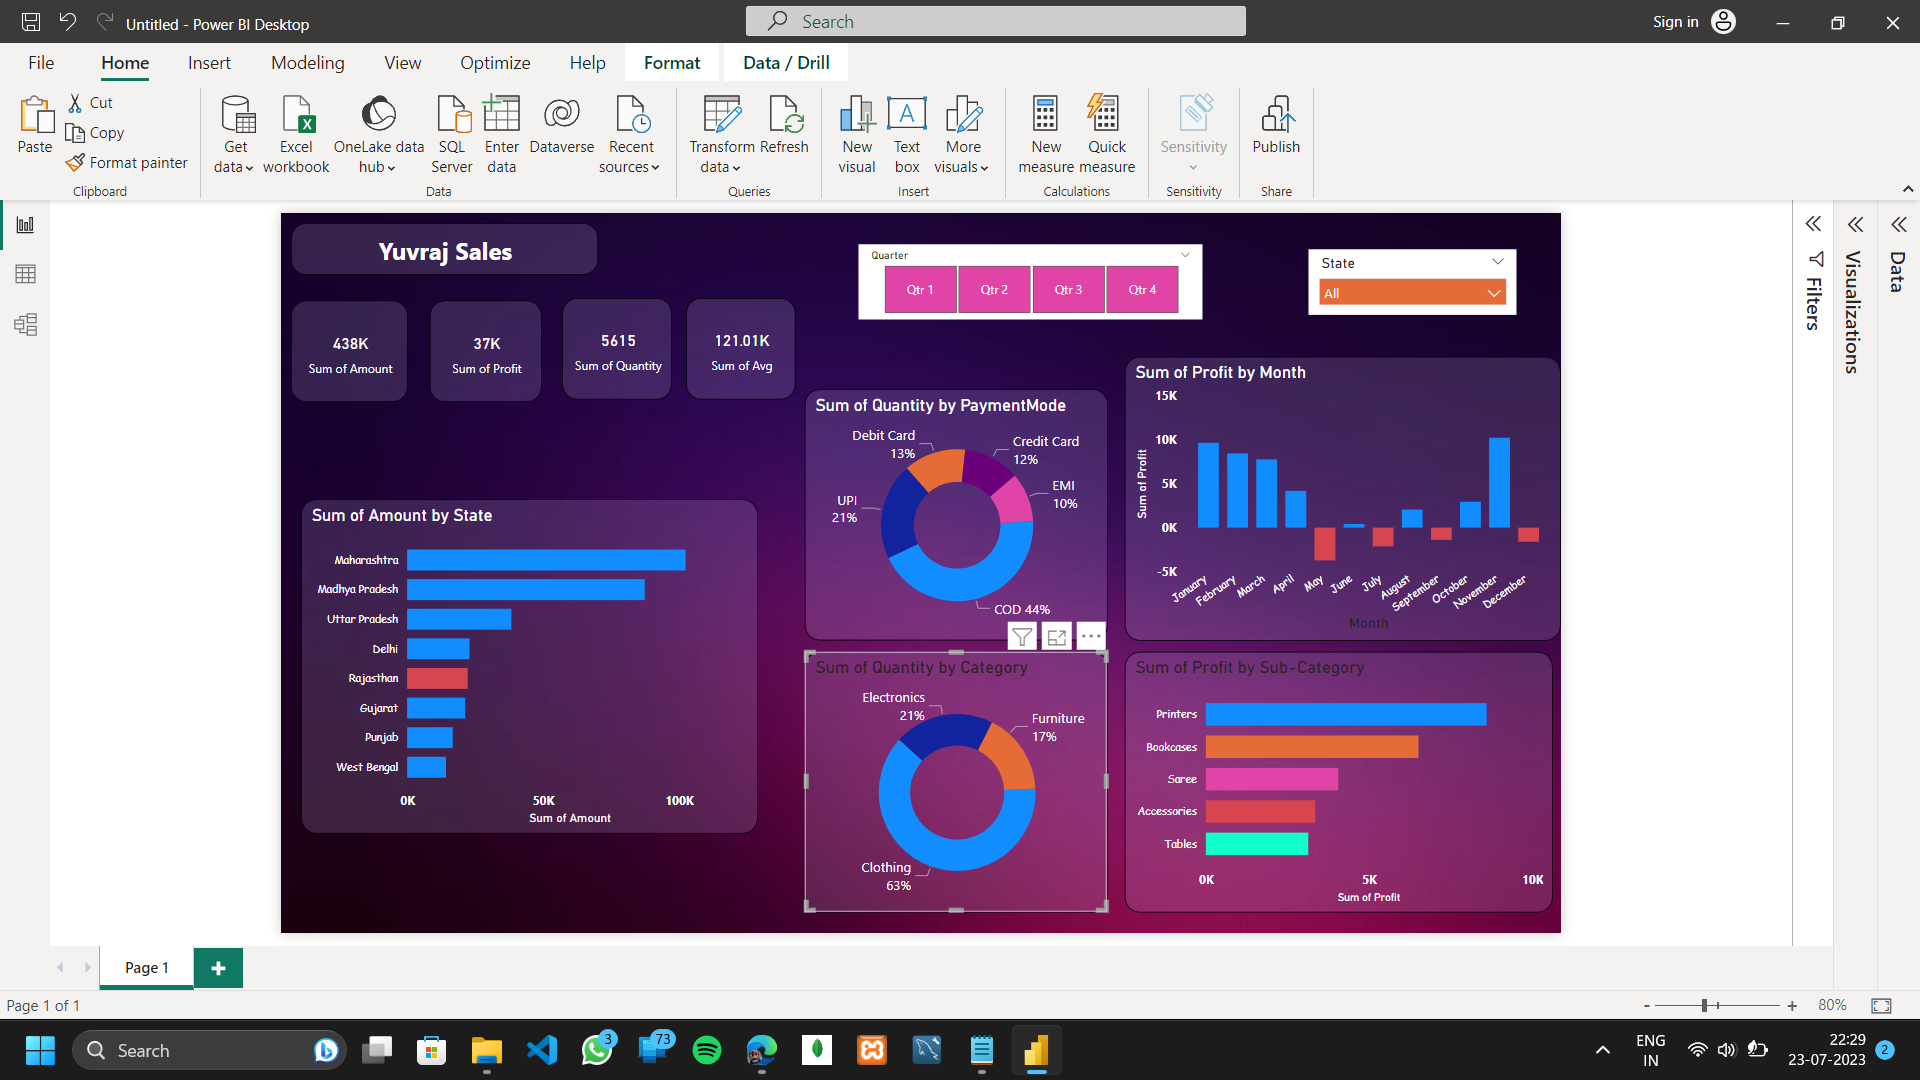 Untitled - Power BI Desktop
Search
Sign in
File
Home
Insert
Modeling
View
Optimize
Help
Format
Data / Drill
Paste
Cut
Copy
Format painter
Clipboard
Get data
Excel workbook
OneLake data hub
SQL Server
Enter data
Dataverse
Recent sources
Data
Transform data
Refresh
Queries
New visual
Text box
A
More visuals
Insert
New measure
Quick measure
Calculations
Sensitivity
Sensitivity
Publish
Share
Filters
Visualizations
Data
Yuvraj Sales
Quarter
Qtr 1
Qtr 2
Qtr 3
Qtr 4
State
All
438K
Sum of Amount
37K
Sum of Profit
5615
Sum of Quantity
121.01K
Sum of Avg
Sum of Amount by State
Maharashtra
Madhya Pradesh
Uttar Pradesh
Delhi
Rajasthan
Gujarat
Punjab
West Bengal
0K
50K
100K
Sum of Amount
Sum of Quantity by PaymentMode
Debit Card
13%
Credit Card
12%
EMI
10%
UPI
21%
COD 44%
Sum of Profit by Month
15K
10K
5K
0K
-5K
Sum of Profit
January
February
March
April
May
June
July
August
September
October
November
December
Month
Sum of Quantity by Category
Electronics
21%
Furniture
17%
Clothing
63%
Sum of Profit by Sub-Category
Printers
Bookcases
Saree
Accessories
Tables
0K
5K
10K
Sum of Profit
Page 1
Page 1 of 1
- + 80%
Search
3
73
ENG
IN
22:29
23-07-2023
2